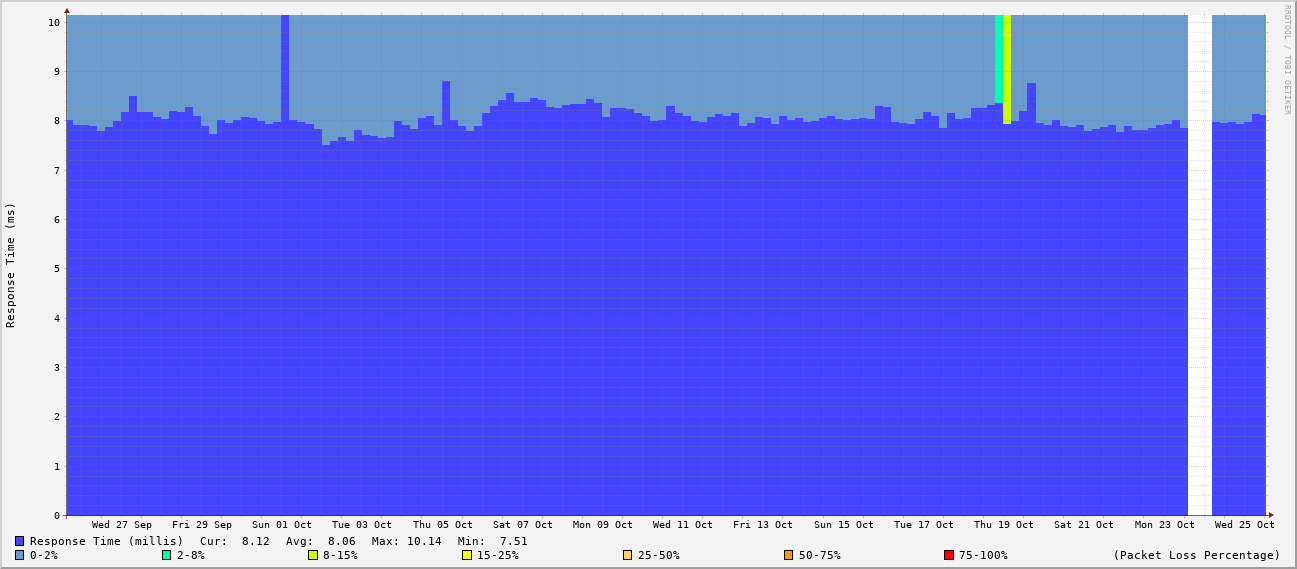 RRDTOOL / TOBI OETIKER
Response Time (ms)
10
9
8
7
6
5
4
3
2
1
0
Wed 27 Sep Fri 29 Sep Sun 01 Oct Tue 03 Oct Thu 05 Oct Sat 07 Oct Mon 09 Oct Wed 11 Oct Fri 13 Oct Sun 15 Oct Tue 17 Oct Thu 19 Oct Sat 21 Oct Mon 23 Oct Wed 25 Oct
Response Time (millis) Cur: 8.12 Avg: 8.06 Max: 10.14 Min: 7.51
0-2% 2-8% 8-15% 15-25% 25-50% 50-75% 75-100% (Packet Loss Percentage)